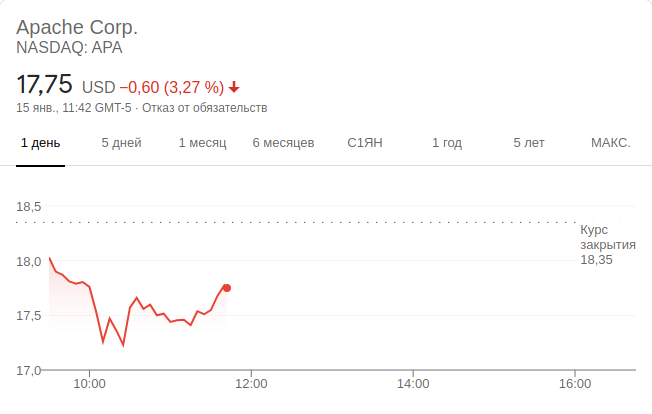 Apache Corp.
NASDAQ: APA
17,75 USD −0,60 (3,27 %)
15 янв., 11:42 GMT-5 · Отказ от обязательств
1 день 5 дней 1 месяц 6 месяцев С1ЯН 1 год 5 лет МАКС.
18,5
Курс
закрытия
18,35
18,0
17,5
17,0
10:00 12:00 14:00 16:00